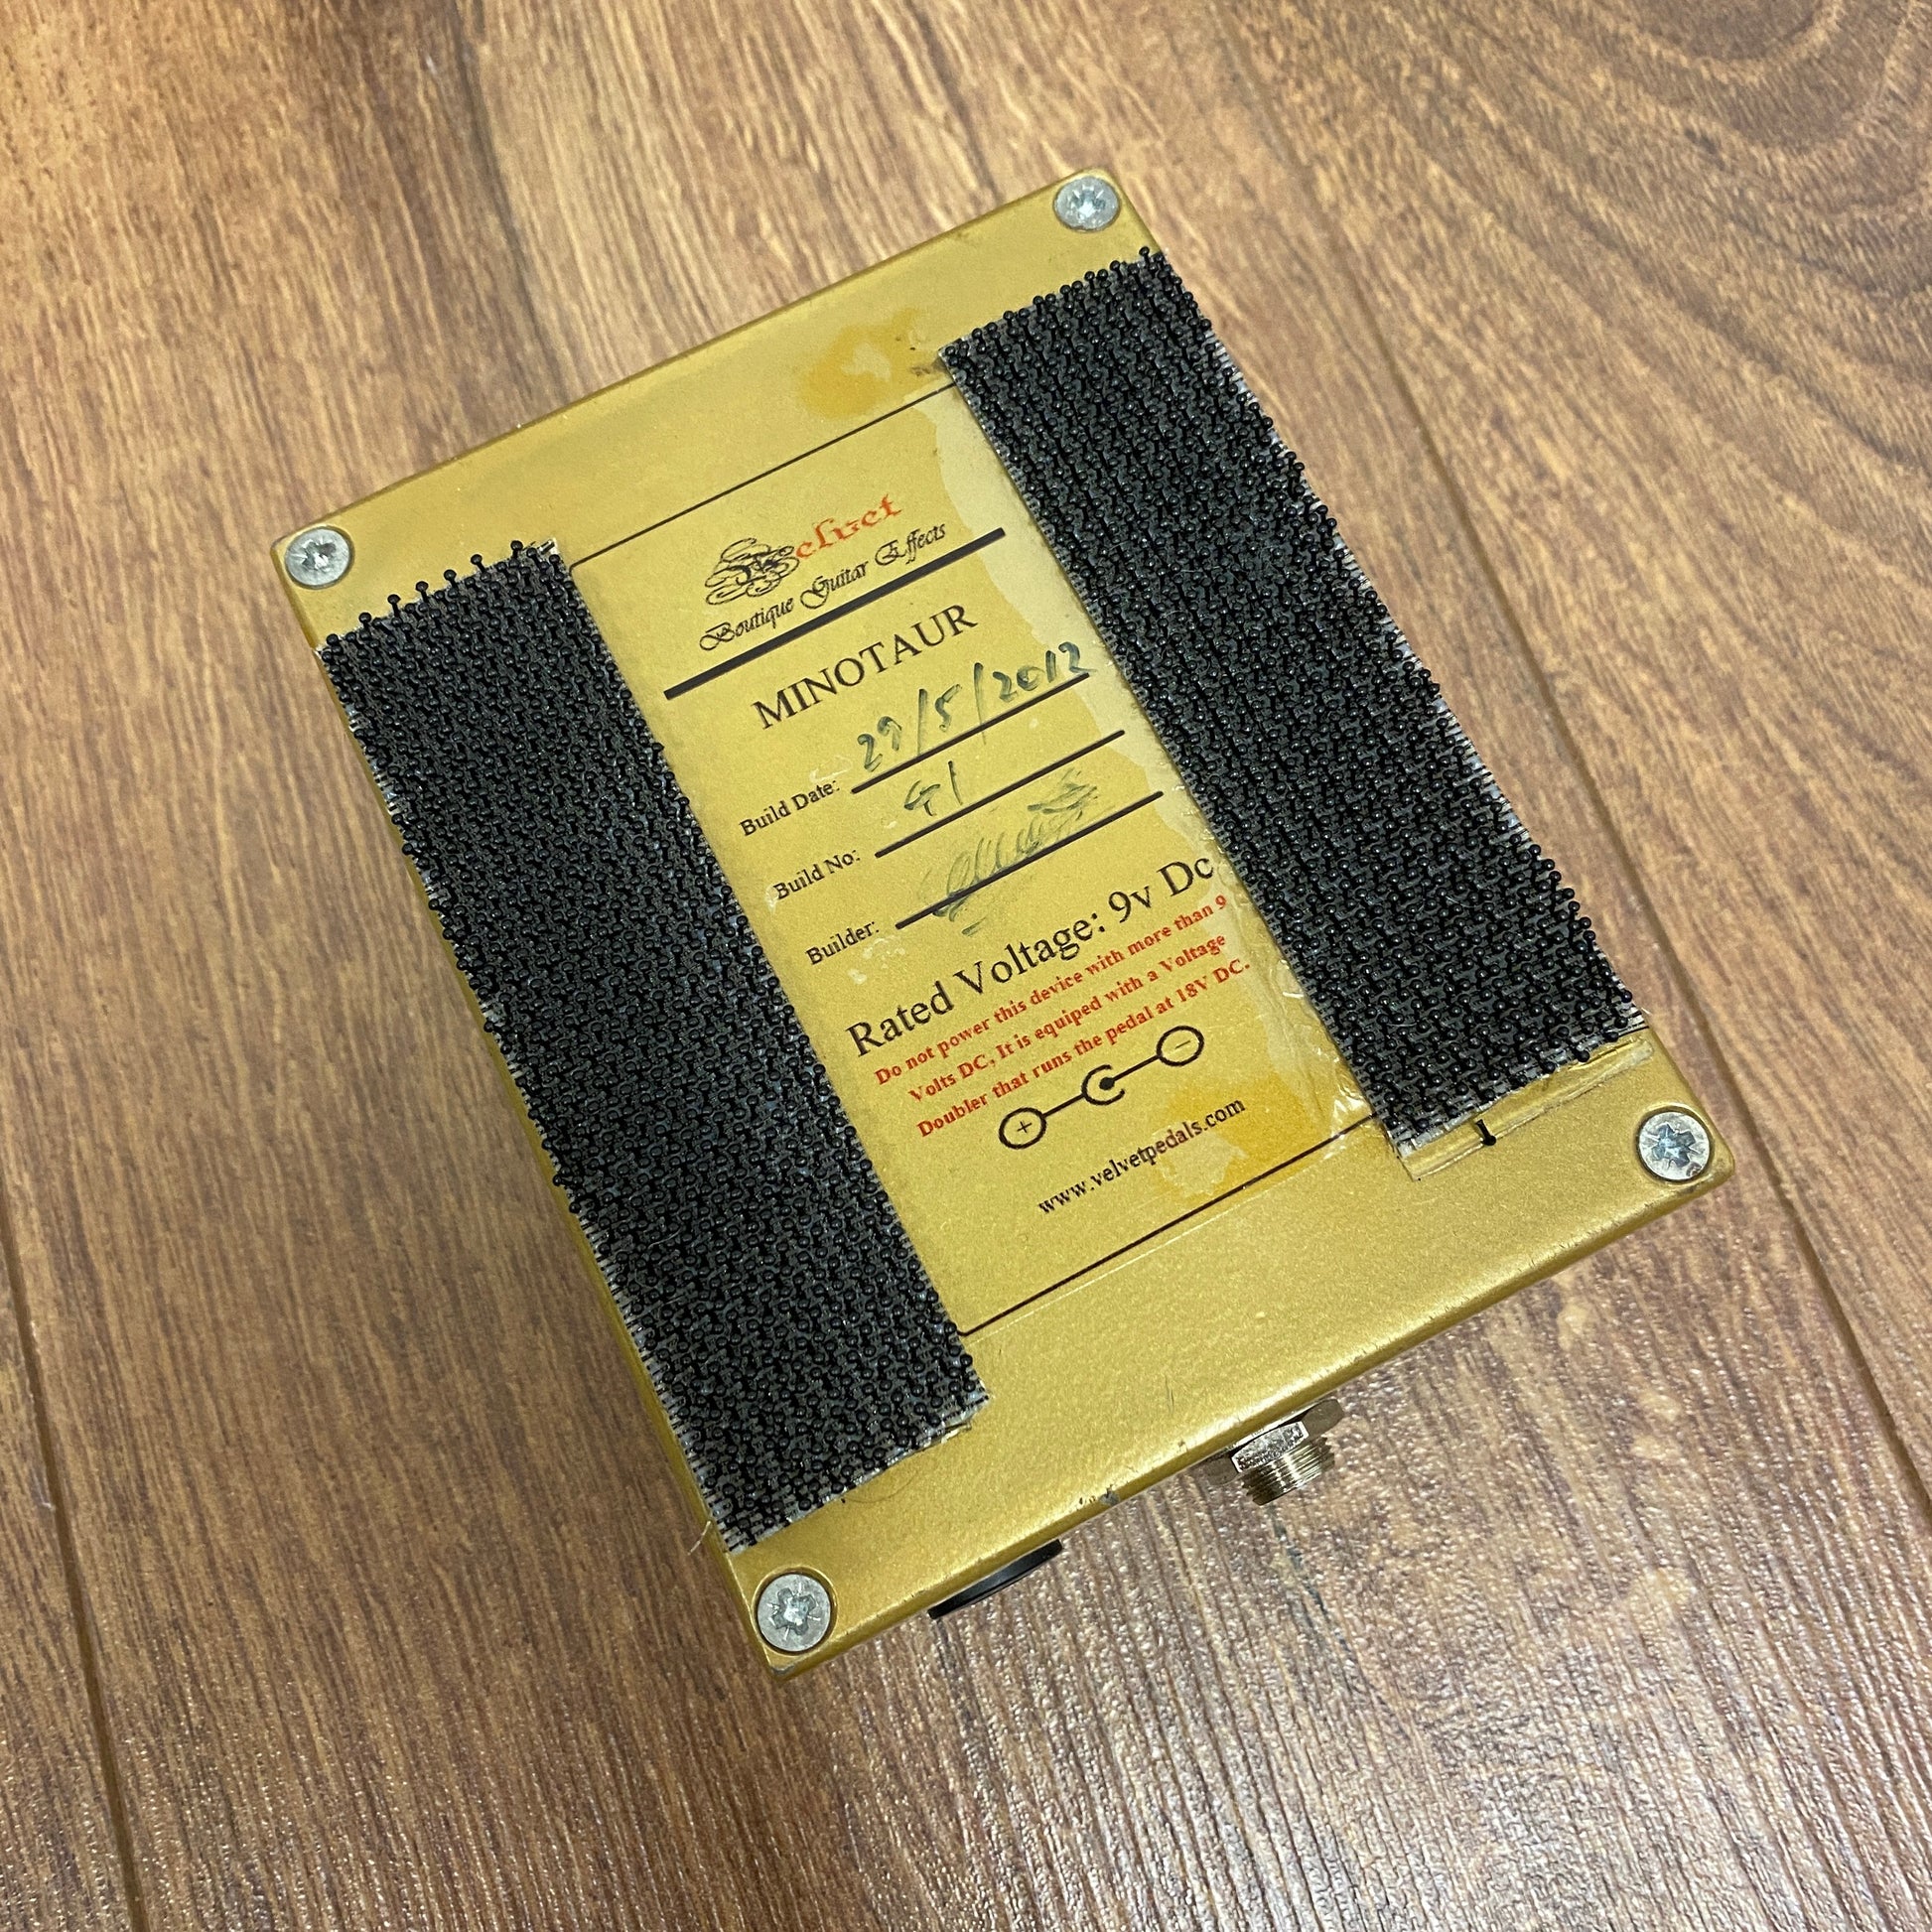 Velvet
Boutique Guitar Effects
MINOTAUR
Build Date: 29/5/2012
Build No: 41
Builder:
Rated Voltage: 9v Dc
Do not power this device with more than 9
Volts DC, It is equiped with a Voltage
Doubler that runs the pedal at 18V DC.
+ −
www.velvetpedals.com